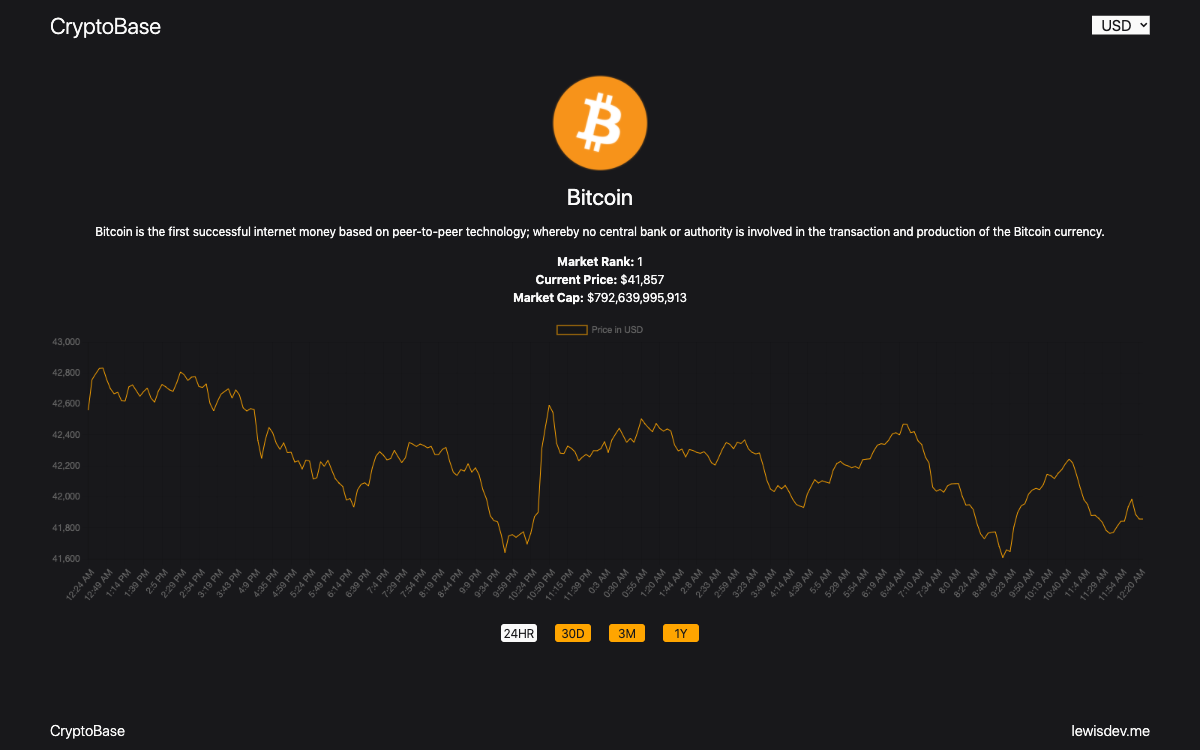 CryptoBase
USD
Bitcoin
Bitcoin is the first successful internet money based on peer-to-peer technology; whereby no central bank or authority is involved in the transaction and production of the Bitcoin currency.
Market Rank: 1
Current Price: $41,857
Market Cap: $792,639,995,913
Price in USD
43,000
42,800
42,600
42,400
42,200
42,000
41,800
41,600
12:24 AM
12:49 AM
1:14 PM
1:39 PM
2:5 PM
2:29 PM
2:54 PM
3:19 PM
3:43 PM
4:9 PM
4:35 PM
4:59 PM
5:24 PM
5:49 PM
6:14 PM
6:39 PM
7:4 PM
7:29 PM
7:54 PM
8:19 PM
8:44 PM
9:9 PM
9:34 PM
9:59 PM
10:24 PM
10:50 PM
11:15 PM
11:39 PM
0:3 AM
0:30 AM
0:55 AM
1:20 AM
1:44 AM
2:8 AM
2:33 AM
2:59 AM
3:23 AM
3:49 AM
4:14 AM
4:39 AM
5:5 AM
5:29 AM
5:54 AM
6:19 AM
6:44 AM
7:10 AM
7:34 AM
8:0 AM
8:24 AM
8:58 AM
9:23 AM
9:50 AM
10:13 AM
10:40 AM
11:4 AM
11:29 AM
11:54 AM
12:20 AM
24HR 30D 3M 1Y
CryptoBase
lewisdev.me